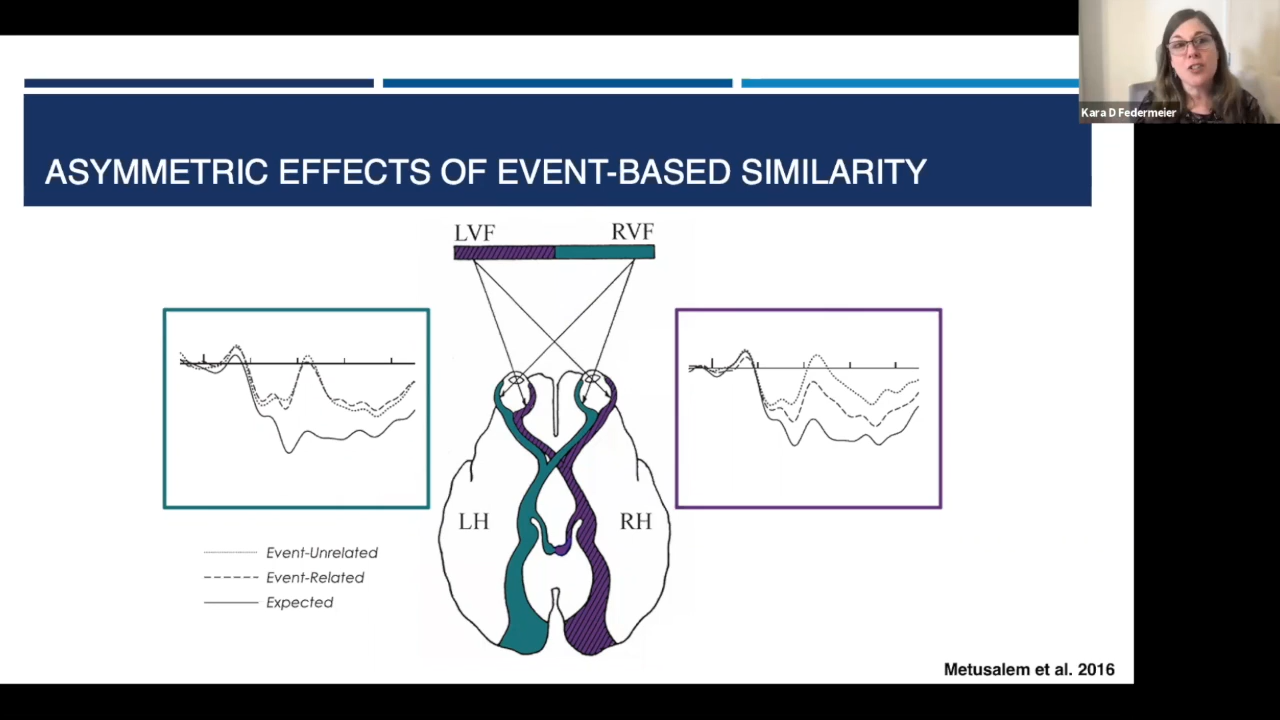 Kara D Federmeier
ASYMMETRIC EFFECTS OF EVENT-BASED SIMILARITY
LVF
RVF
LH
RH
Event-Unrelated
Event-Related
Expected
Metusalem et al. 2016